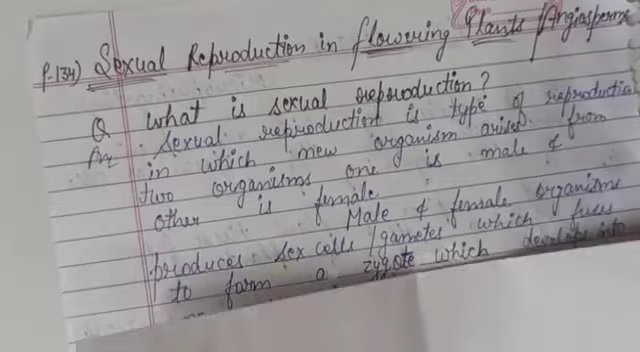 P-134) Sexual Reproduction in flowering Plants / Angiosperms
Q What is sexual reproduction?
An Sexual reproduction is type of reproduction
in which new organism arises from
two organisms one is male &
other is female.
Male & female organisms
produces sex cells / gametes which fuses
to form a zygote which develops into